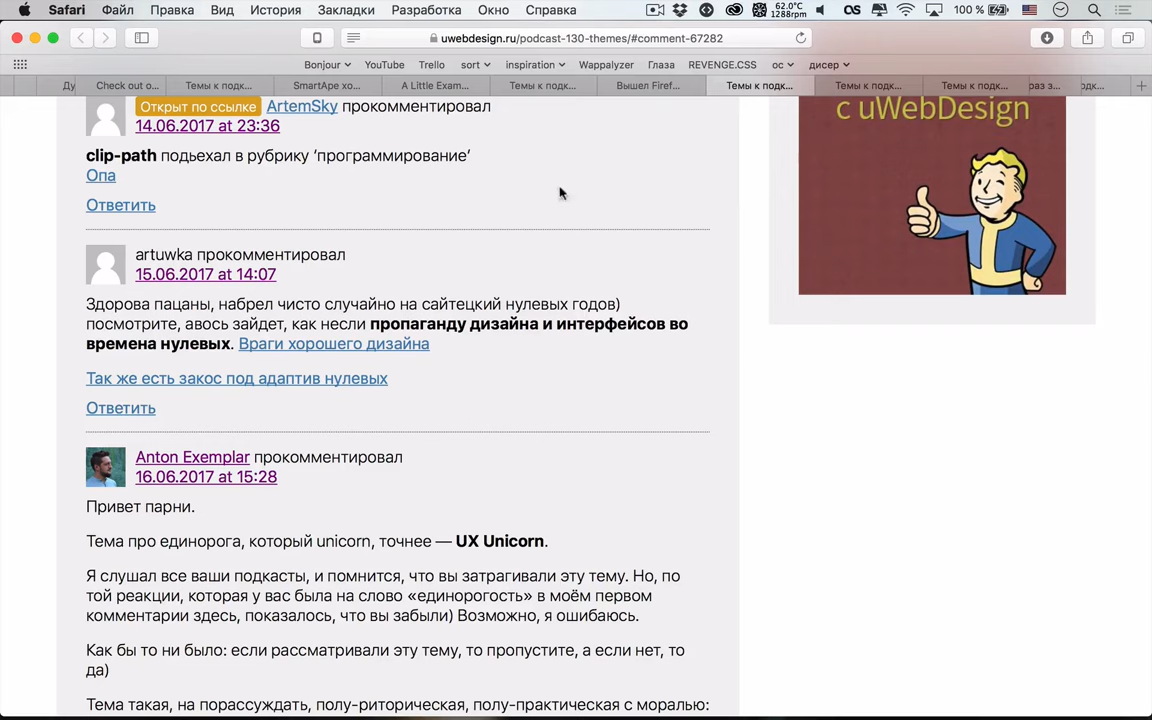 Safari Файл Правка Вид История Закладки Разработка Окно Справка 62.0°C 1288rpm 100 %
uwebdesign.ru/podcast-130-themes/#comment-67282
Bonjour YouTube Trello sort inspiration Wappalyzer Глаза REVENGE.CSS ос дисер
Ду Check out o... Темы к подк... SmartApe хо... A Little Exam... Темы к подк... Вышел Firef... Темы к подк... Темы к подк... Темы к подк... раз з... одк...
Открыт по ссылке ArtemSky прокомментировал
14.06.2017 at 23:36
clip-path подьехал в рубрику ‘программирование’
Опа
Ответить
с uWebDesign
artuwka прокомментировал
15.06.2017 at 14:07
Здорова пацаны, набрел чисто случайно на сайтецкий нулевых годов)
посмотрите, авось зайдет, как несли пропаганду дизайна и интерфейсов во
времена нулевых. Враги хорошего дизайна
Так же есть закос под адаптив нулевых
Ответить
Anton Exemplar прокомментировал
16.06.2017 at 15:28
Привет парни.
Тема про единорога, который unicorn, точнее — UX Unicorn.
Я слушал все ваши подкасты, и помнится, что вы затрагивали эту тему. Но, по
той реакции, которая у вас была на слово «единорогость» в моём первом
комментарии здесь, показалось, что вы забыли) Возможно, я ошибаюсь.
Как бы то ни было: если рассматривали эту тему, то пропустите, а если нет, то
да)
Тема такая, на порассуждать, полу-риторическая, полу-практическая с моралью: